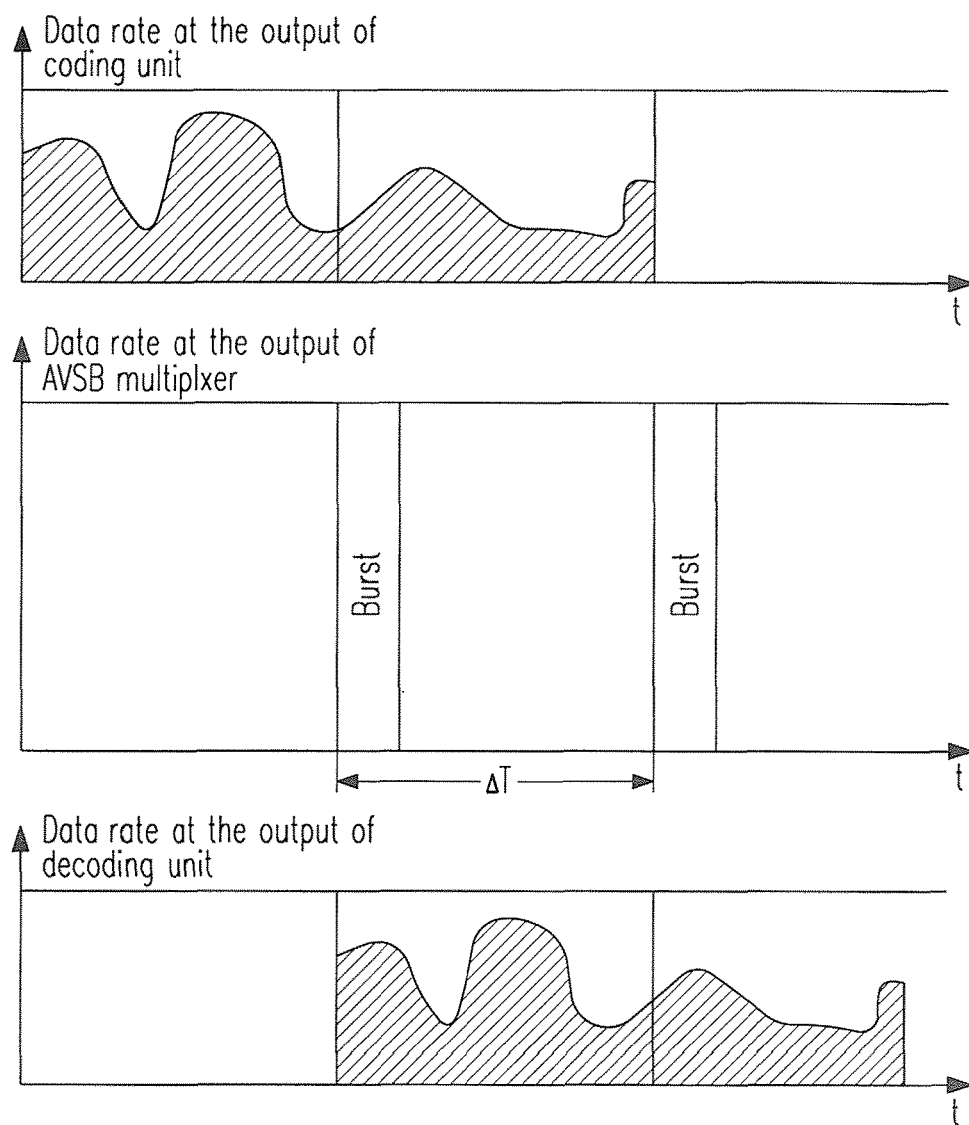 Data rate at the output of
coding unit
t
Data rate at the output of
AVSB multiplxer
Burst
Burst
t
ΔT
Data rate at the output of
decoding unit
t